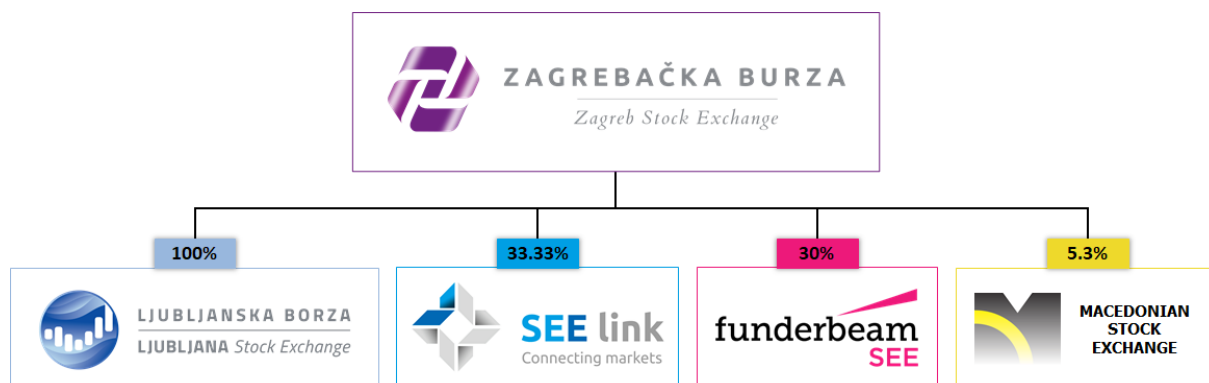 ZAGREBAČKA BURZA
Zagreb Stock Exchange
100%
33.33%
30%
5.3%
LJUBLJANSKA BORZA
LJUBLJANA Stock Exchange
SEE link
Connecting markets
funderbeam
SEE
MACEDONIAN
STOCK
EXCHANGE